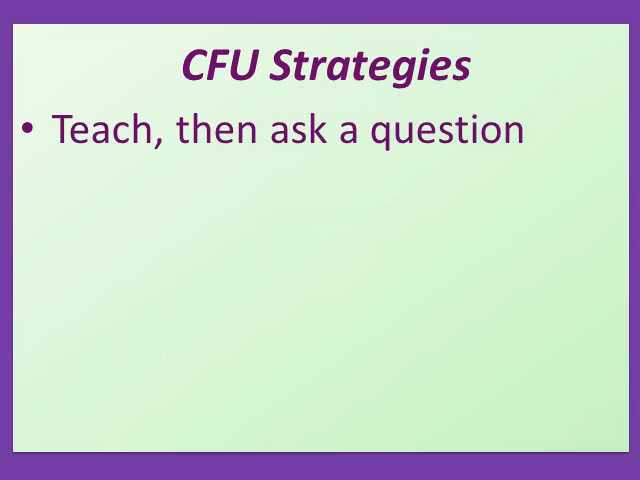 CFU Strategies
• Teach, then ask a question